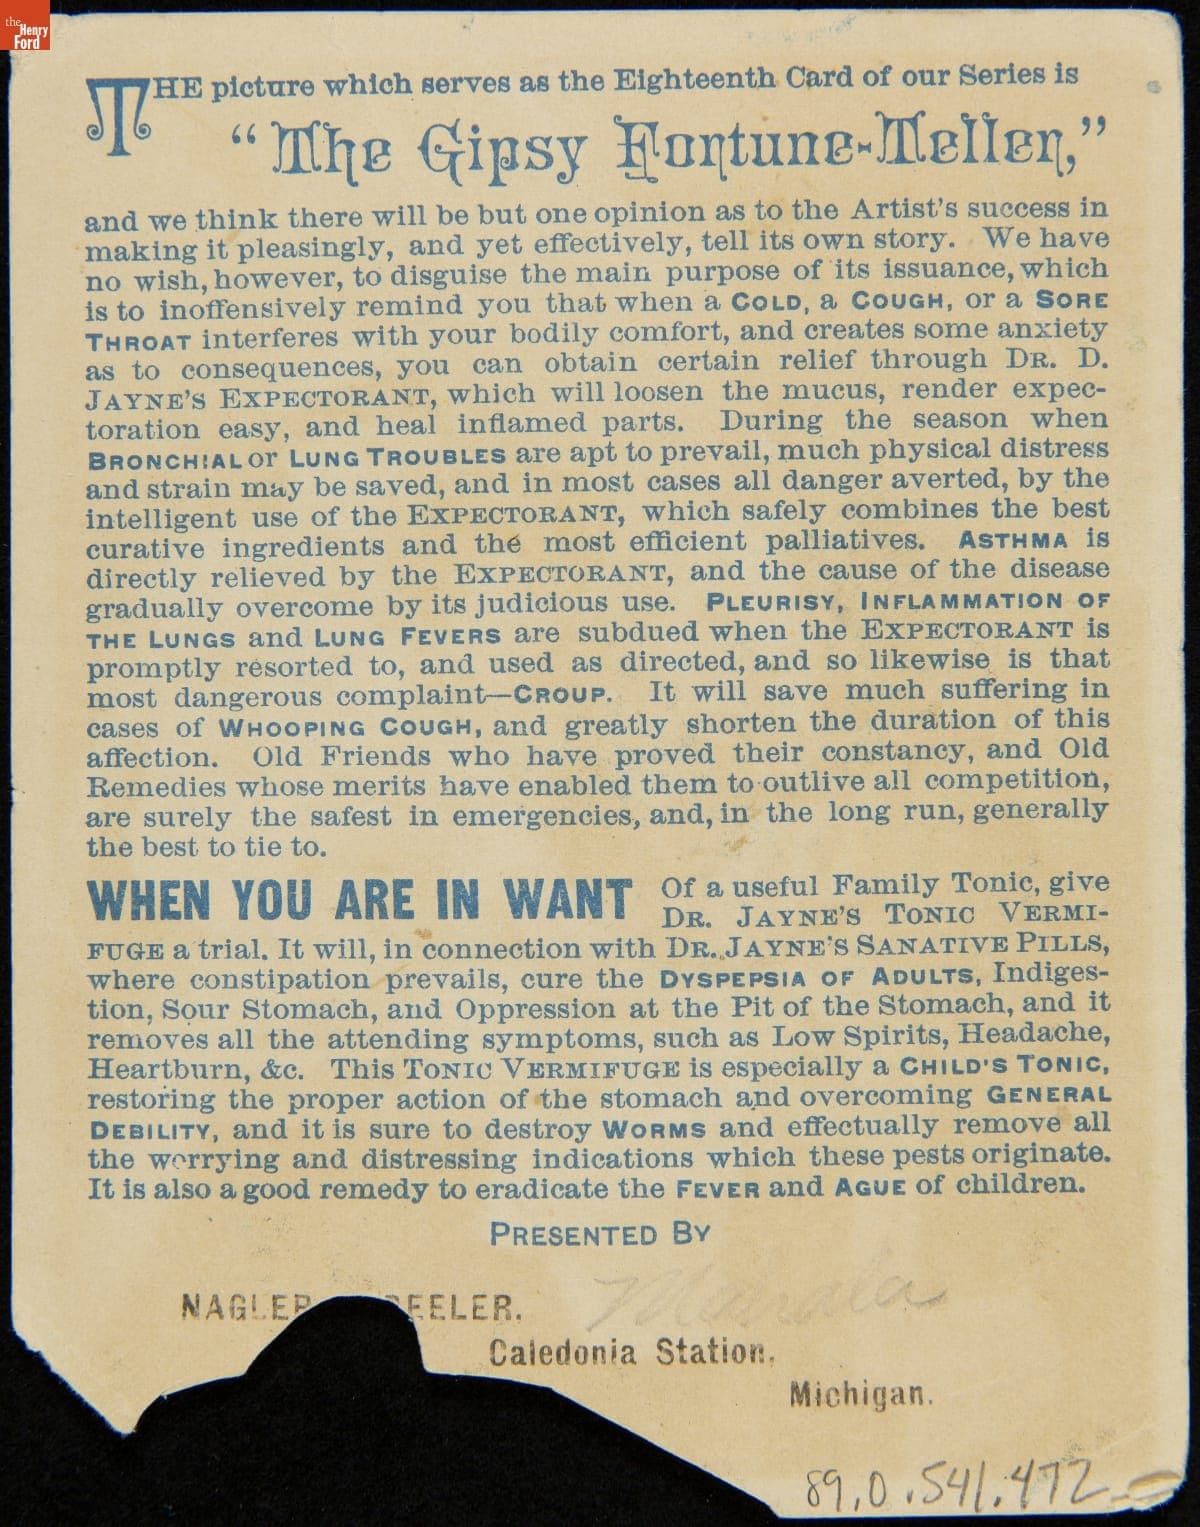 the
Henry
Ford
THE picture which serves as the Eighteenth Card of our Series is
"The Gipsy Fortune-Teller,"
and we think there will be but one opinion as to the Artist's success in
making it pleasingly, and yet effectively, tell its own story. We have
no wish, however, to disguise the main purpose of its issuance, which
is to inoffensively remind you that when a COLD, a COUGH, or a SORE
THROAT interferes with your bodily comfort, and creates some anxiety
as to consequences, you can obtain certain relief through DR. D.
JAYNE'S EXPECTORANT, which will loosen the mucus, render expec-
toration easy, and heal inflamed parts. During the season when
BRONCHIAL or LUNG TROUBLES are apt to prevail, much physical distress
and strain may be saved, and in most cases all danger averted, by the
intelligent use of the EXPECTORANT, which safely combines the best
curative ingredients and the most efficient palliatives. ASTHMA is
directly relieved by the EXPECTORANT, and the cause of the disease
gradually overcome by its judicious use. PLEURISY, INFLAMMATION OF
THE LUNGS and LUNG FEVERS are subdued when the EXPECTORANT is
promptly resorted to, and used as directed, and so likewise is that
most dangerous complaint—CROUP. It will save much suffering in
cases of WHOOPING COUGH, and greatly shorten the duration of this
affection. Old Friends who have proved their constancy, and Old
Remedies whose merits have enabled them to outlive all competition,
are surely the safest in emergencies, and, in the long run, generally
the best to tie to.
WHEN YOU ARE IN WANT Of a useful Family Tonic, give
DR. JAYNE'S TONIC VERMI-
FUGE a trial. It will, in connection with DR. JAYNE'S SANATIVE PILLS,
where constipation prevails, cure the DYSPEPSIA OF ADULTS, Indiges-
tion, Sour Stomach, and Oppression at the Pit of the Stomach, and it
removes all the attending symptoms, such as Low Spirits, Headache,
Heartburn, &c. This TONIC VERMIFUGE is especially a CHILD'S TONIC,
restoring the proper action of the stomach and overcoming GENERAL
DEBILITY, and it is sure to destroy WORMS and effectually remove all
the worrying and distressing indications which these pests originate.
It is also a good remedy to eradicate the FEVER and AGUE of children.
PRESENTED BY
NAGLER
Caledonia Station,
Michigan.
89.0.541.472